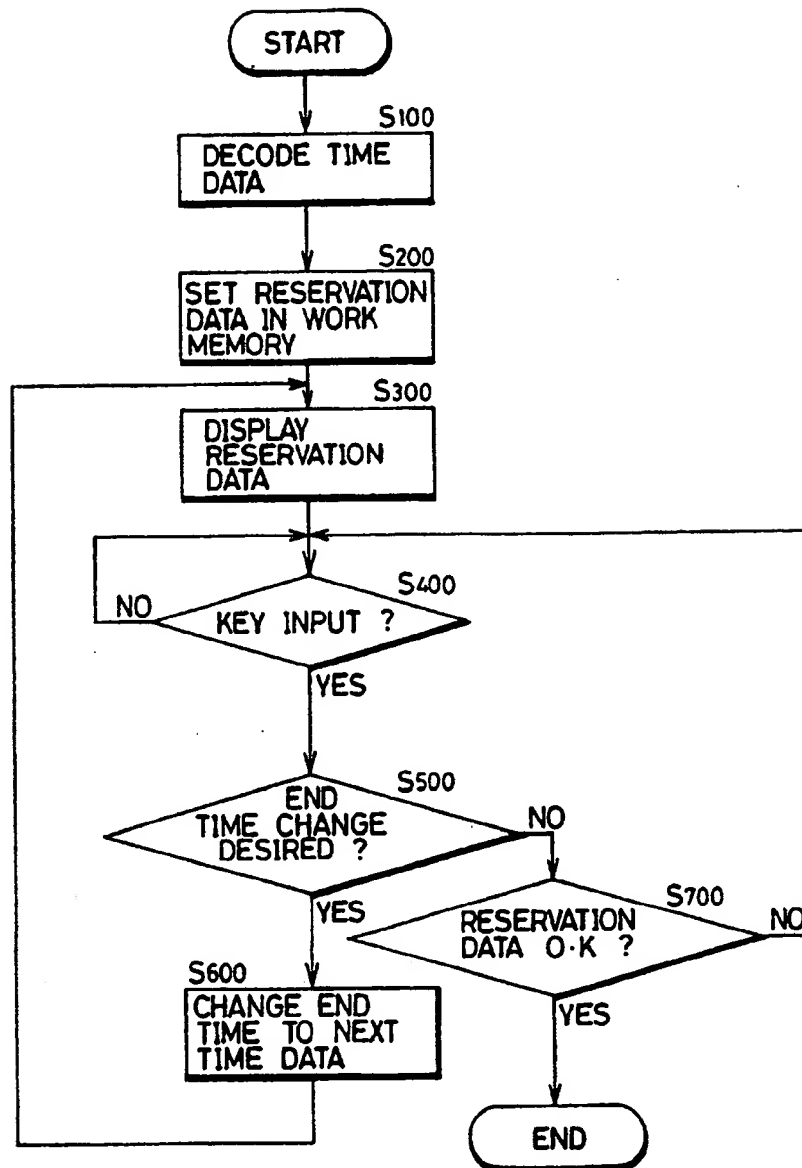 START
S100
DECODE TIME
DATA
S200
SET RESERVATION
DATA IN WORK
MEMORY
S300
DISPLAY
RESERVATION
DATA
S400
NO
KEY INPUT ?
YES
S500
END
TIME CHANGE
DESIRED ?
NO
YES
S700
RESERVATION
DATA O·K ?
NO
S600
CHANGE END
TIME TO NEXT
TIME DATA
YES
END